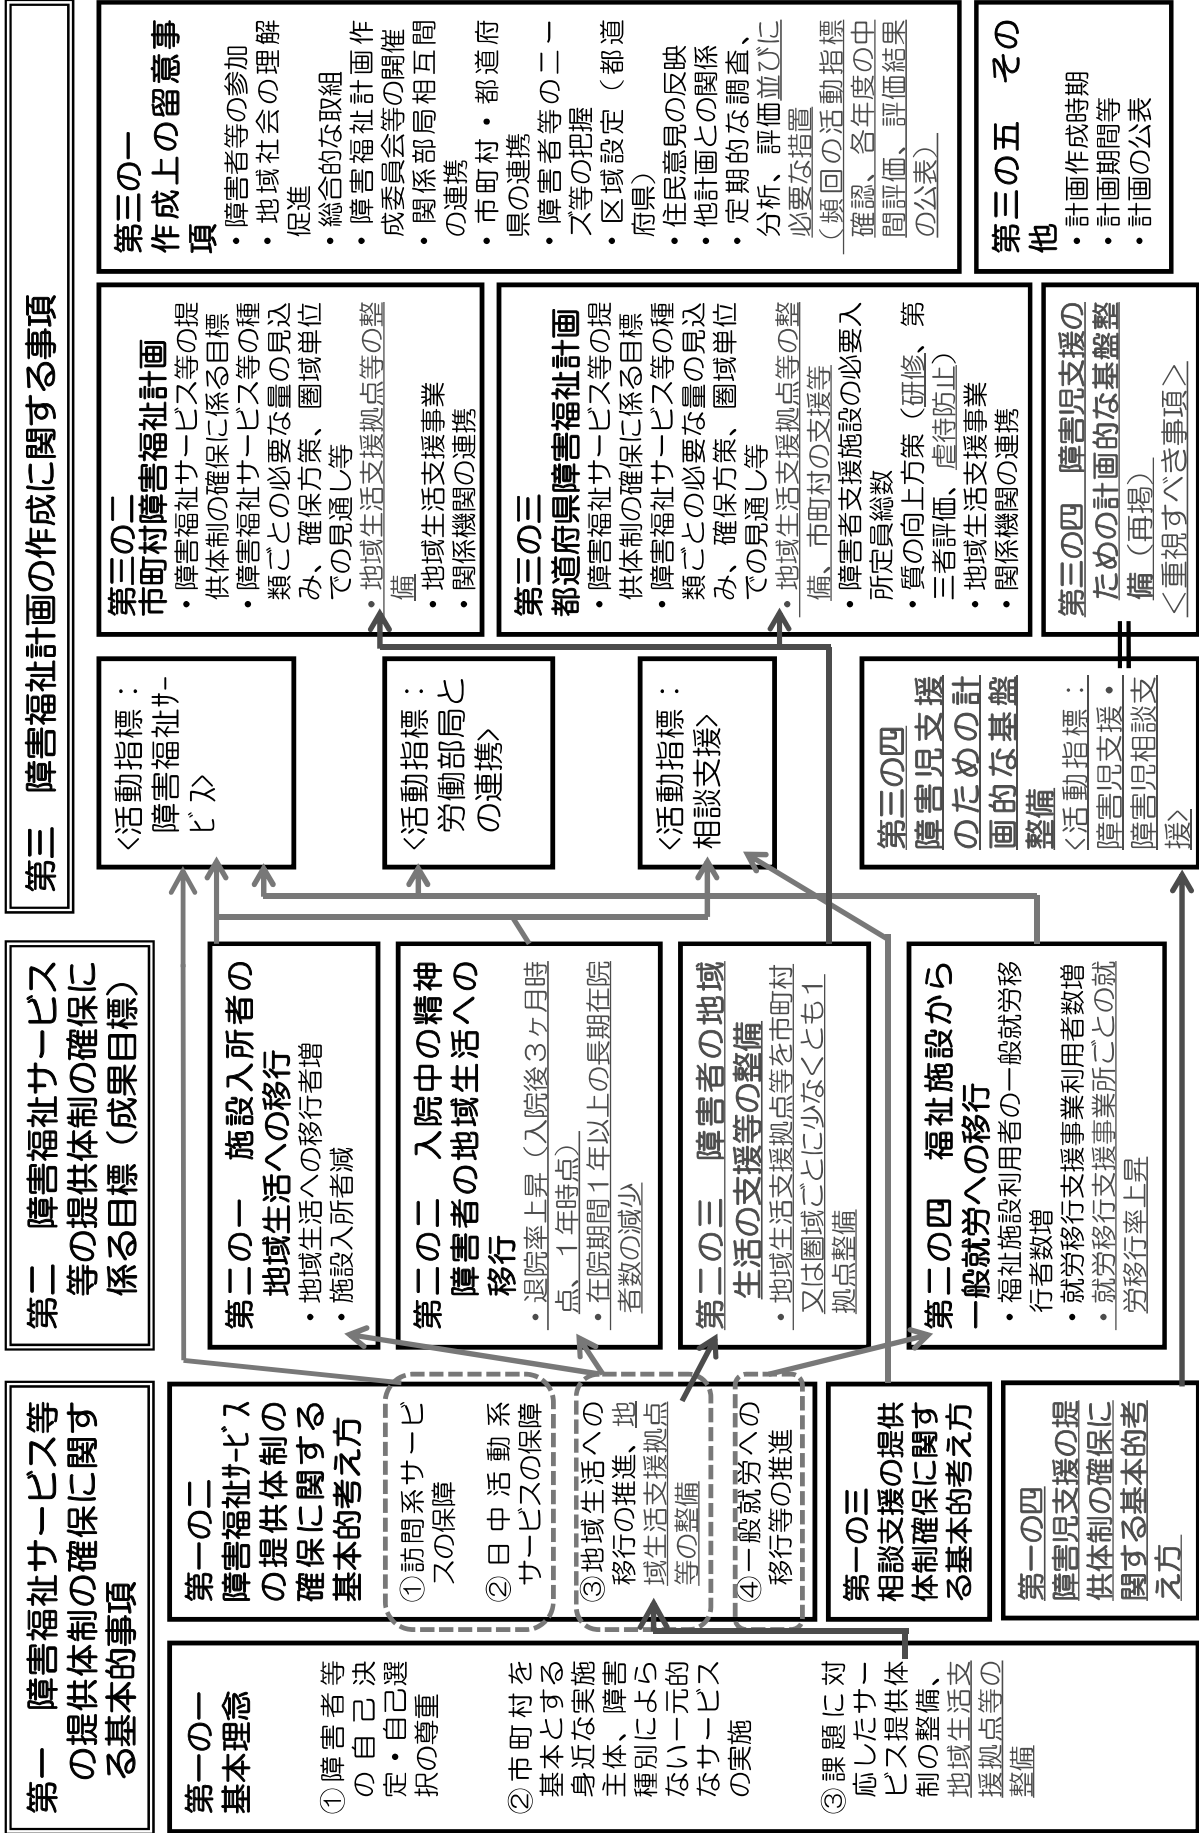 第一　障害福祉サービス等
の提供体制の確保に関す
る基本的事項
第一の一
基本理念
①障害者等
の自己決
定・自己選
択の尊重
②市町村を
基本とする
身近な実施
主体、障害
種別によら
ない一元的
なサービス
の実施
③課題に対
応したサー
ビス提供体
制の整備、
地域生活支
援拠点等の
整備
第一の二
障害福祉サービス
の提供体制の
確保に関する
基本的考え方
①訪問系サービ
スの保障
②日中活動系
サービスの保障
③地域生活への
移行の推進、地
域生活支援拠点
等の整備
④一般就労への
移行等の推進
第一の三
相談支援の提供
体制確保に関す
る基本的考え方
第一の四
障害児支援の提
供体制の確保に
関する基本的考
え方
第二　障害福祉サービス
等の提供体制の確保に
係る目標（成果目標）
第二の一　施設入所者の
地域生活への移行
・地域生活への移行者増
・施設入所者減
第二の二　入院中の精神
障害者の地域生活への
移行
・退院率上昇（入院後３ヶ月時
点、１年時点）
・在院期間１年以上の長期在院
者数の減少
第二の三　障害者の地域
生活の支援等の整備
・地域生活支援拠点等を市町村
又は圏域ごとに少なくとも１
拠点整備
第二の四　福祉施設から
一般就労への移行
・福祉施設利用者の一般就労移
行者数増
・就労移行支援事業利用者数増
・就労移行支援事業所ごとの就
労移行率上昇
第三　障害福祉計画の作成に関する事項
<活動指標：
障害福祉サー
ビス>
<活動指標：
労働部局と
の連携>
<活動指標：
相談支援>
第三の四
障害児支援
のための計
画的な基盤
整備
<活動指標：
障害児支援・
障害児相談支
援>
第三の二
市町村障害福祉計画
・障害福祉サービス等の提
供体制の確保に係る目標
・障害福祉サービス等の種
類ごとの必要な量の見込
み、確保方策、圏域単位
での見通し等
・地域生活支援拠点等の整
備
・地域生活支援事業
・関係機関の連携
第三の三
都道府県障害福祉計画
・障害福祉サービス等の提
供体制の確保に係る目標
・障害福祉サービス等の種
類ごとの必要な量の見込
み、確保方策、圏域単位
での見通し等
・地域生活支援拠点等の整
備、市町村の支援等
・障害者支援施設の必要入
所定員総数
・質の向上方策（研修、第
三者評価、虐待防止）
・地域生活支援事業
・関係機関の連携
第三の四　障害児支援の
ための計画的な基盤整
備（再掲）
＜重視すべき事項＞
第三の一
作成上の留意事
項
・障害者等の参加
・地域社会の理解
促進
・総合的な取組
・障害福祉計画作
成委員会等の開催
・関係部局相互間
の連携
・市町村・都道府
県の連携
・障害者等のニー
ズ等の把握
・区域設定（都道
府県）
・住民意見の反映
・他計画との関係
・定期的な調査、
分析、評価並びに
必要な措置
（頻回の活動指標
確認、各年度の中
間評価、評価結果
の公表）
第三の五　その
他
・計画作成時期
・計画期間等
・計画の公表